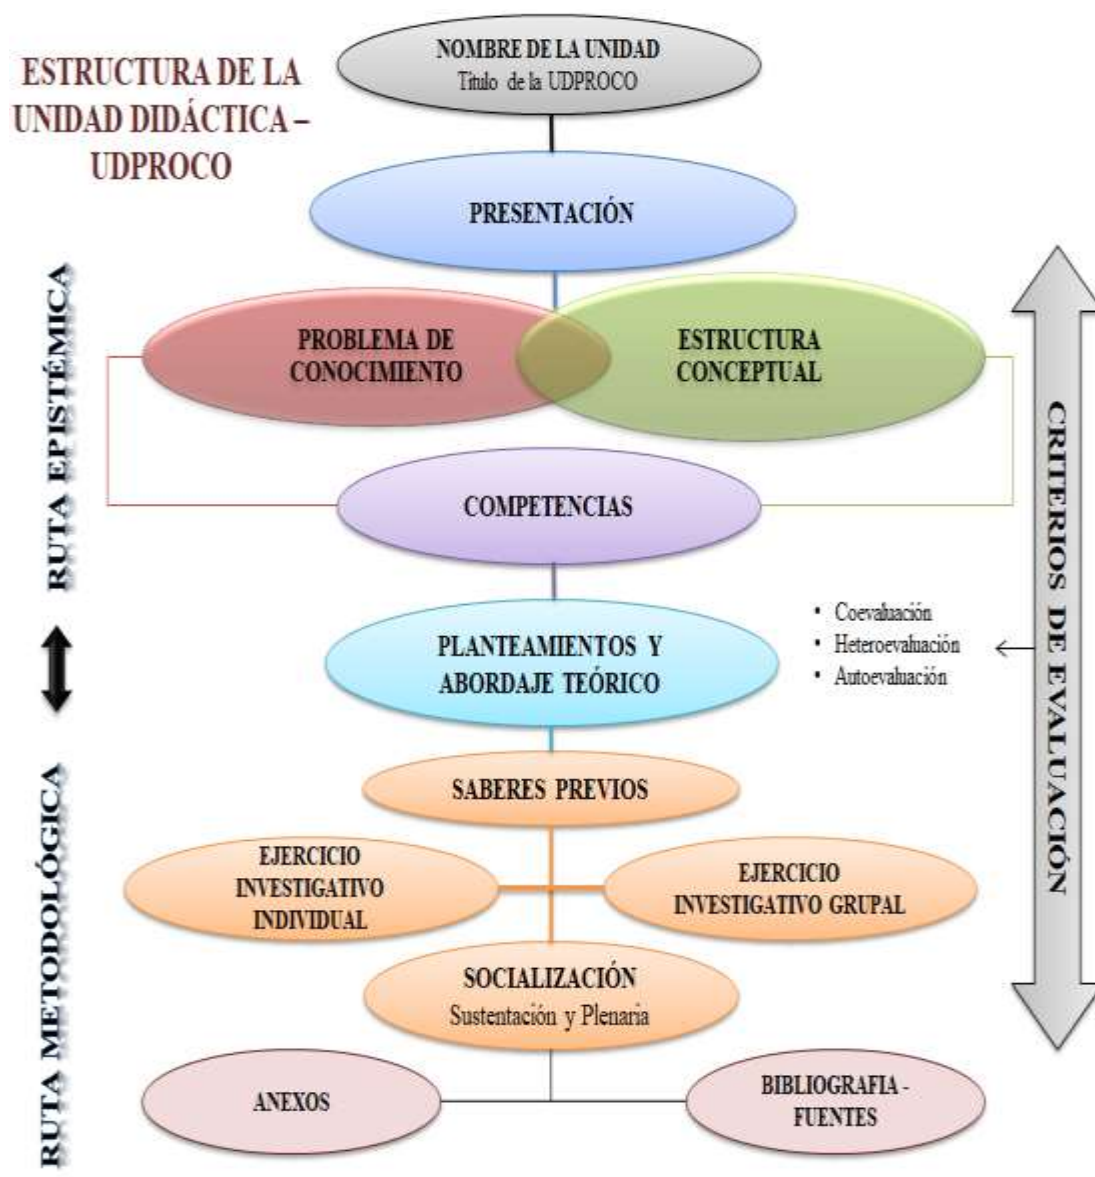 ESTRUCTURA DE LA
UNIDAD DIDÁCTICA –
UDPROCO
NOMBRE DE LA UNIDAD
Titulo de la UDPROCO
PRESENTACIÓN
RUTA EPISTÉMICA
PROBLEMA DE
CONOCIMIENTO
ESTRUCTURA
CONCEPTUAL
COMPETENCIAS
CRITERIOS DE EVALUACIÓN
PLANTEAMIENTOS Y
ABORDAJE TEÓRICO
• Coevaluación
• Heteroevaluación
• Autoevaluación
RUTA METODOLÓGICA
SABERES PREVIOS
EJERCICIO
INVESTIGATIVO
INDIVIDUAL
EJERCICIO
INVESTIGATIVO GRUPAL
SOCIALIZACIÓN
Sustentación y Plenaria
ANEXOS
BIBLIOGRAFIA -
FUENTES